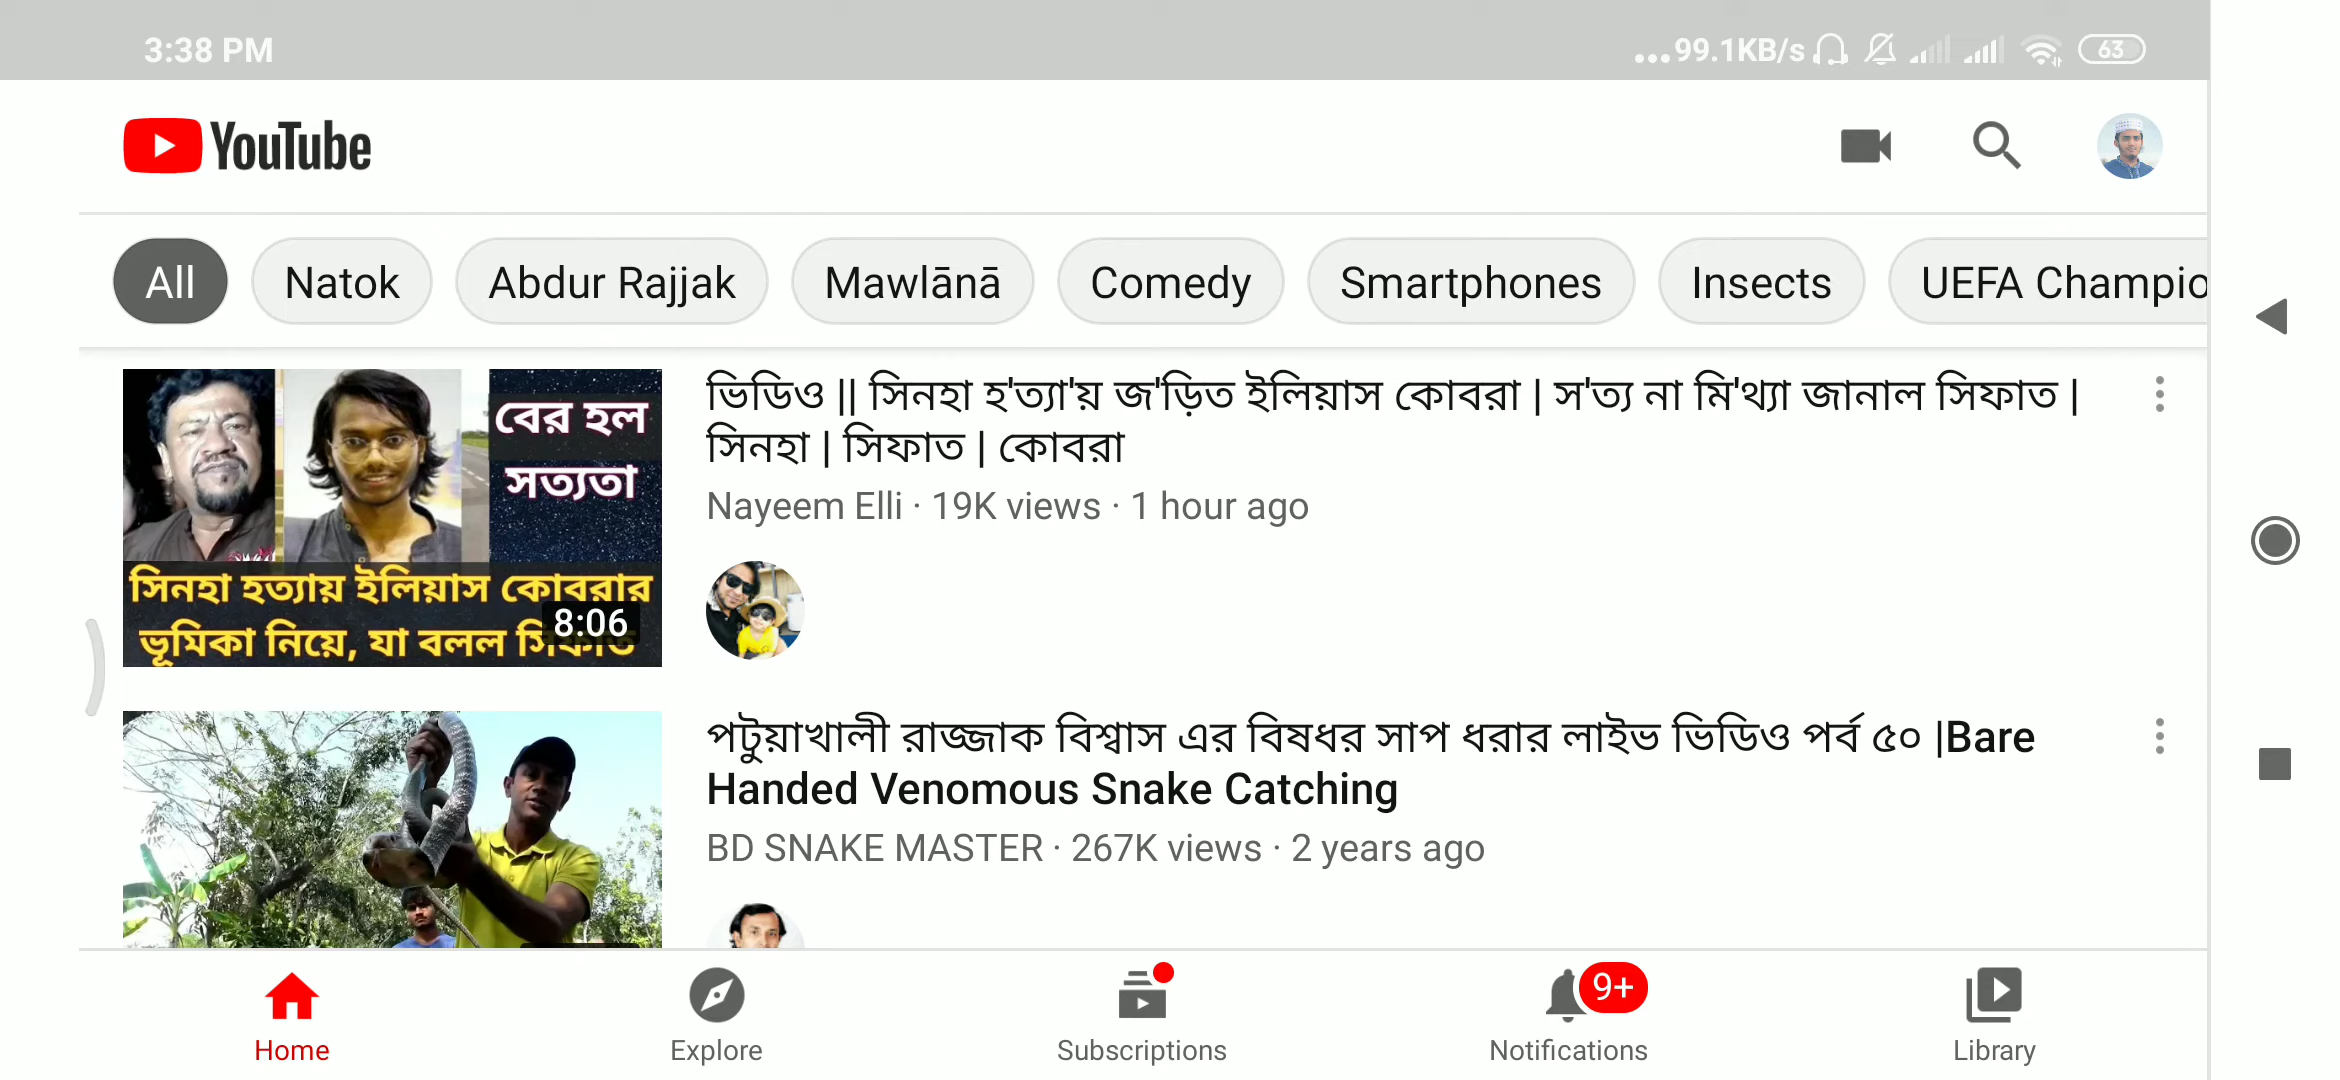 3:38 PM
...99.1KB/s
63
YouTube
All Natok Abdur Rajjak Mawlānā Comedy Smartphones Insects UEFA Champio
বের হল
সত্যতা
সিনহা হত্যায় ইলিয়াস কোবরার
ভূমিকা নিয়ে, যা বলল সিফাত
8:06
ভিডিও || সিনহা হ'ত্যা'য় জ'ড়িত ইলিয়াস কোবরা | স'ত্য না মি'থ্যা জানাল সিফাত |
সিনহা | সিফাত | কোবরা
Nayeem Elli · 19K views · 1 hour ago
পটুয়াখালী রাজ্জাক বিশ্বাস এর বিষধর সাপ ধরার লাইভ ভিডিও পর্ব ৫০ |Bare
Handed Venomous Snake Catching
BD SNAKE MASTER · 267K views · 2 years ago
9+
Home Explore Subscriptions Notifications Library